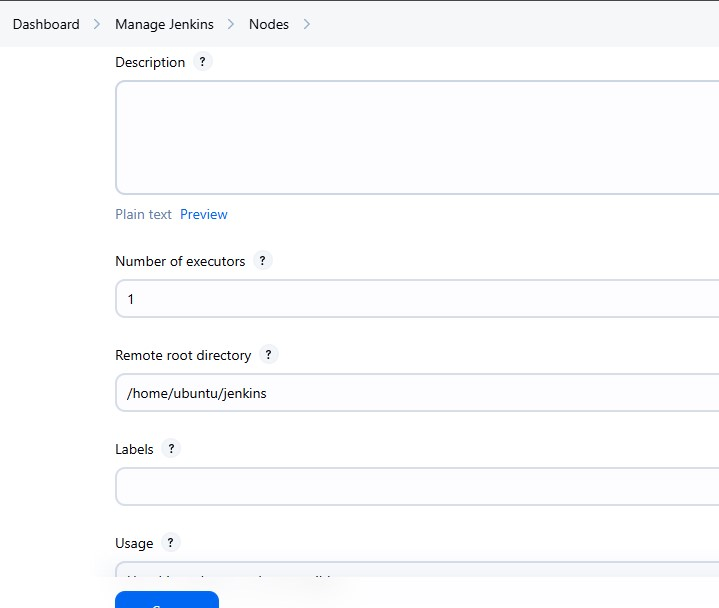 Dashboard > Manage Jenkins > Nodes >
Description ?
Plain text Preview
Number of executors ?
1
Remote root directory ?
/home/ubuntu/jenkins
Labels ?
Usage ?